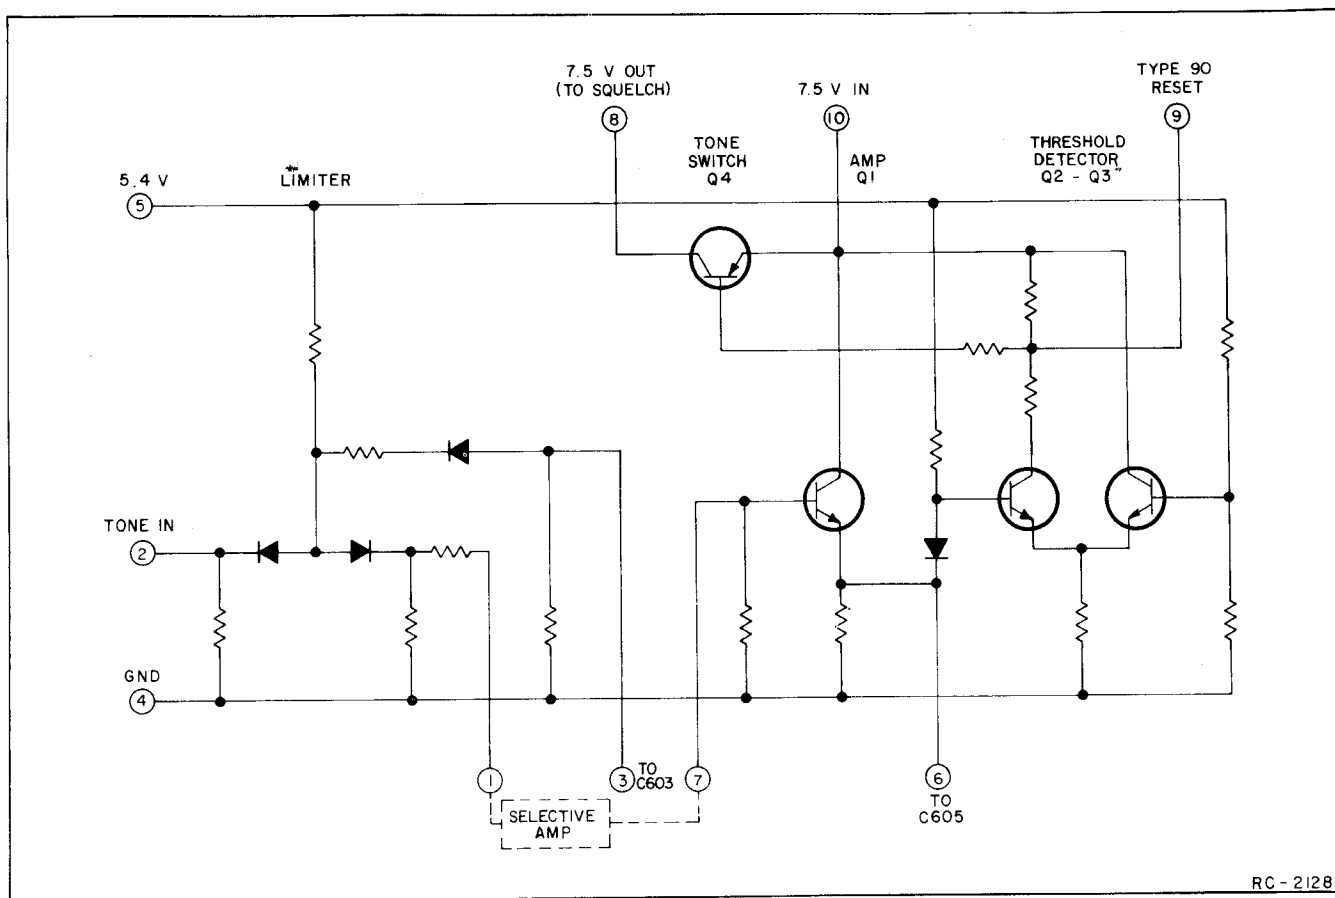 7.5 V OUT
(TO SQUELCH)
8
7.5 V IN
10
TYPE 90
RESET
9
TONE
SWITCH
Q4
AMP
Q1
THRESHOLD
DETECTOR
Q2 - Q3"
5.4 V
5
LIMITER
TONE IN
2
GND
4
1
3
TO
C603
7
6
TO
C605
SELECTIVE
AMP
RC-2128